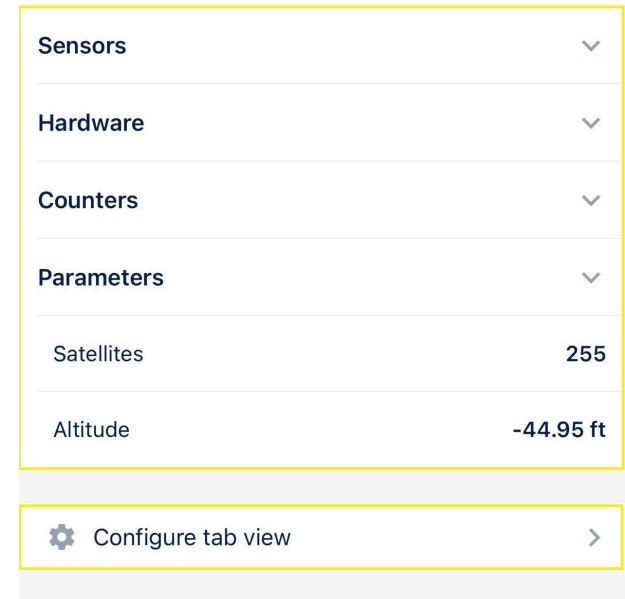 Sensors
Hardware
Counters
Parameters
Satellites 255
Altitude -44.95 ft
Configure tab view